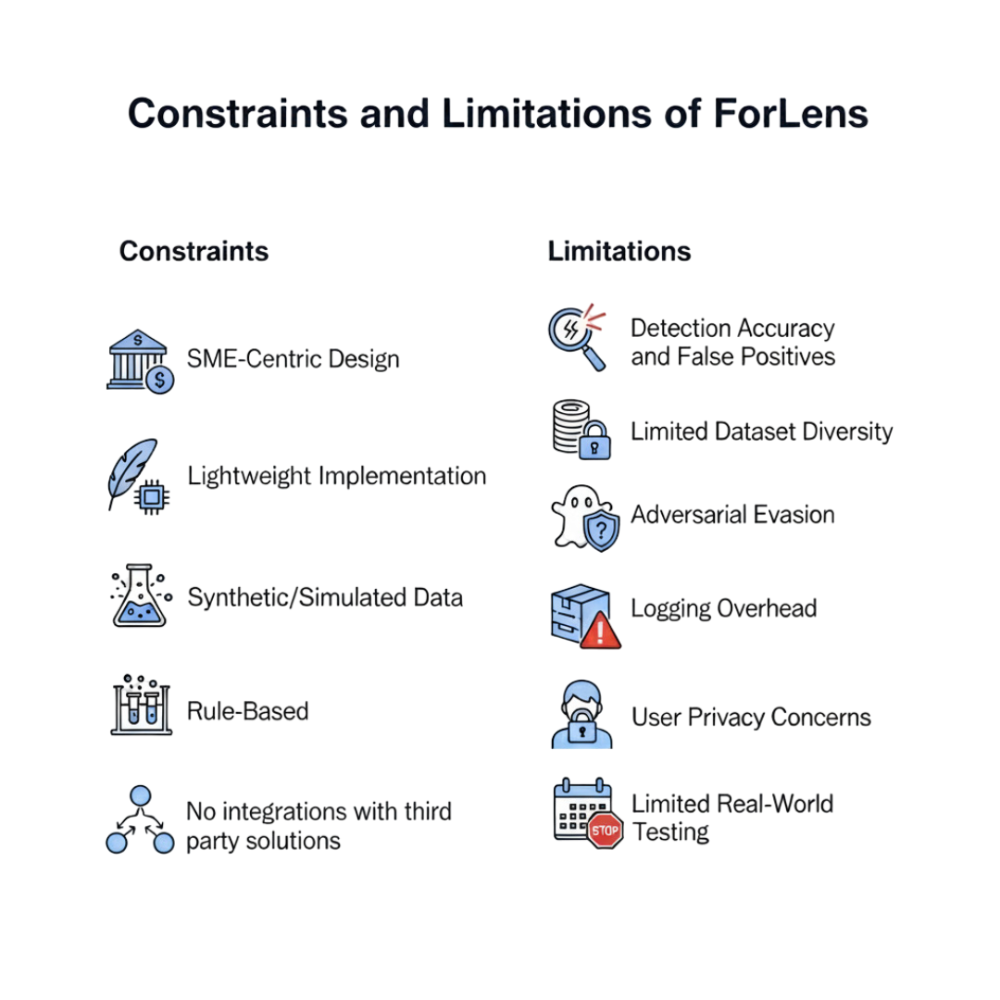 Constraints and Limitations of ForLens
Constraints
SME-Centric Design
Lightweight Implementation
Synthetic/Simulated Data
Rule-Based
No integrations with third
party solutions
Limitations
Detection Accuracy
and False Positives
Limited Dataset Diversity
Adversarial Evasion
Logging Overhead
User Privacy Concerns
Limited Real-World
Testing
$
$
?
!
STOP